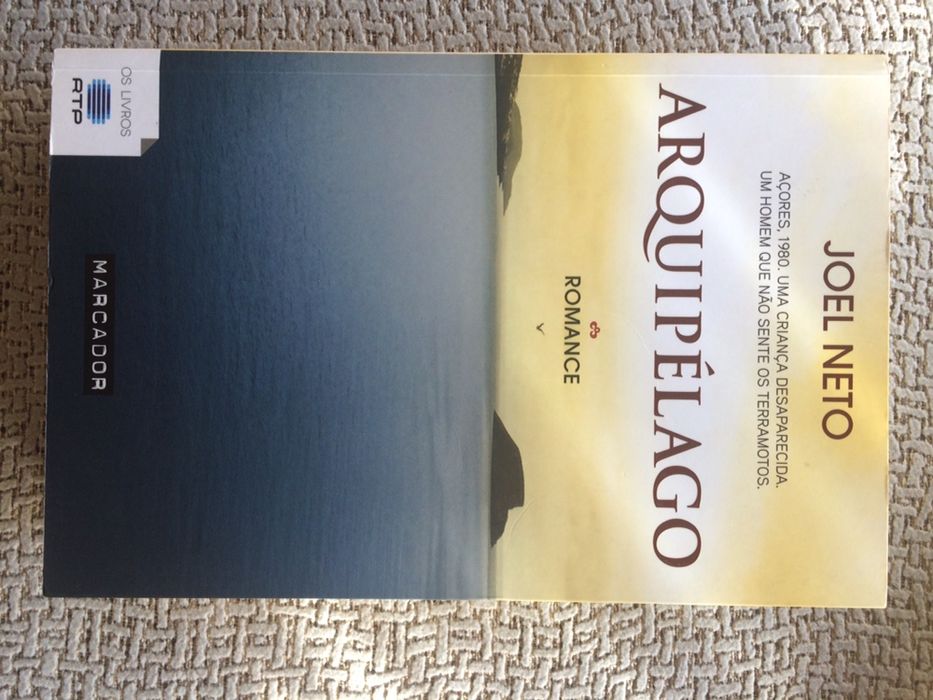 JOEL NETO
AÇORES, 1980. UMA CRIANÇA DESAPARECIDA.
UM HOMEM QUE NÃO SENTE OS TERRAMOTOS.
ARQUIPÉLAGO
ROMANCE
MARCADOR
OS LIVROS
RTP